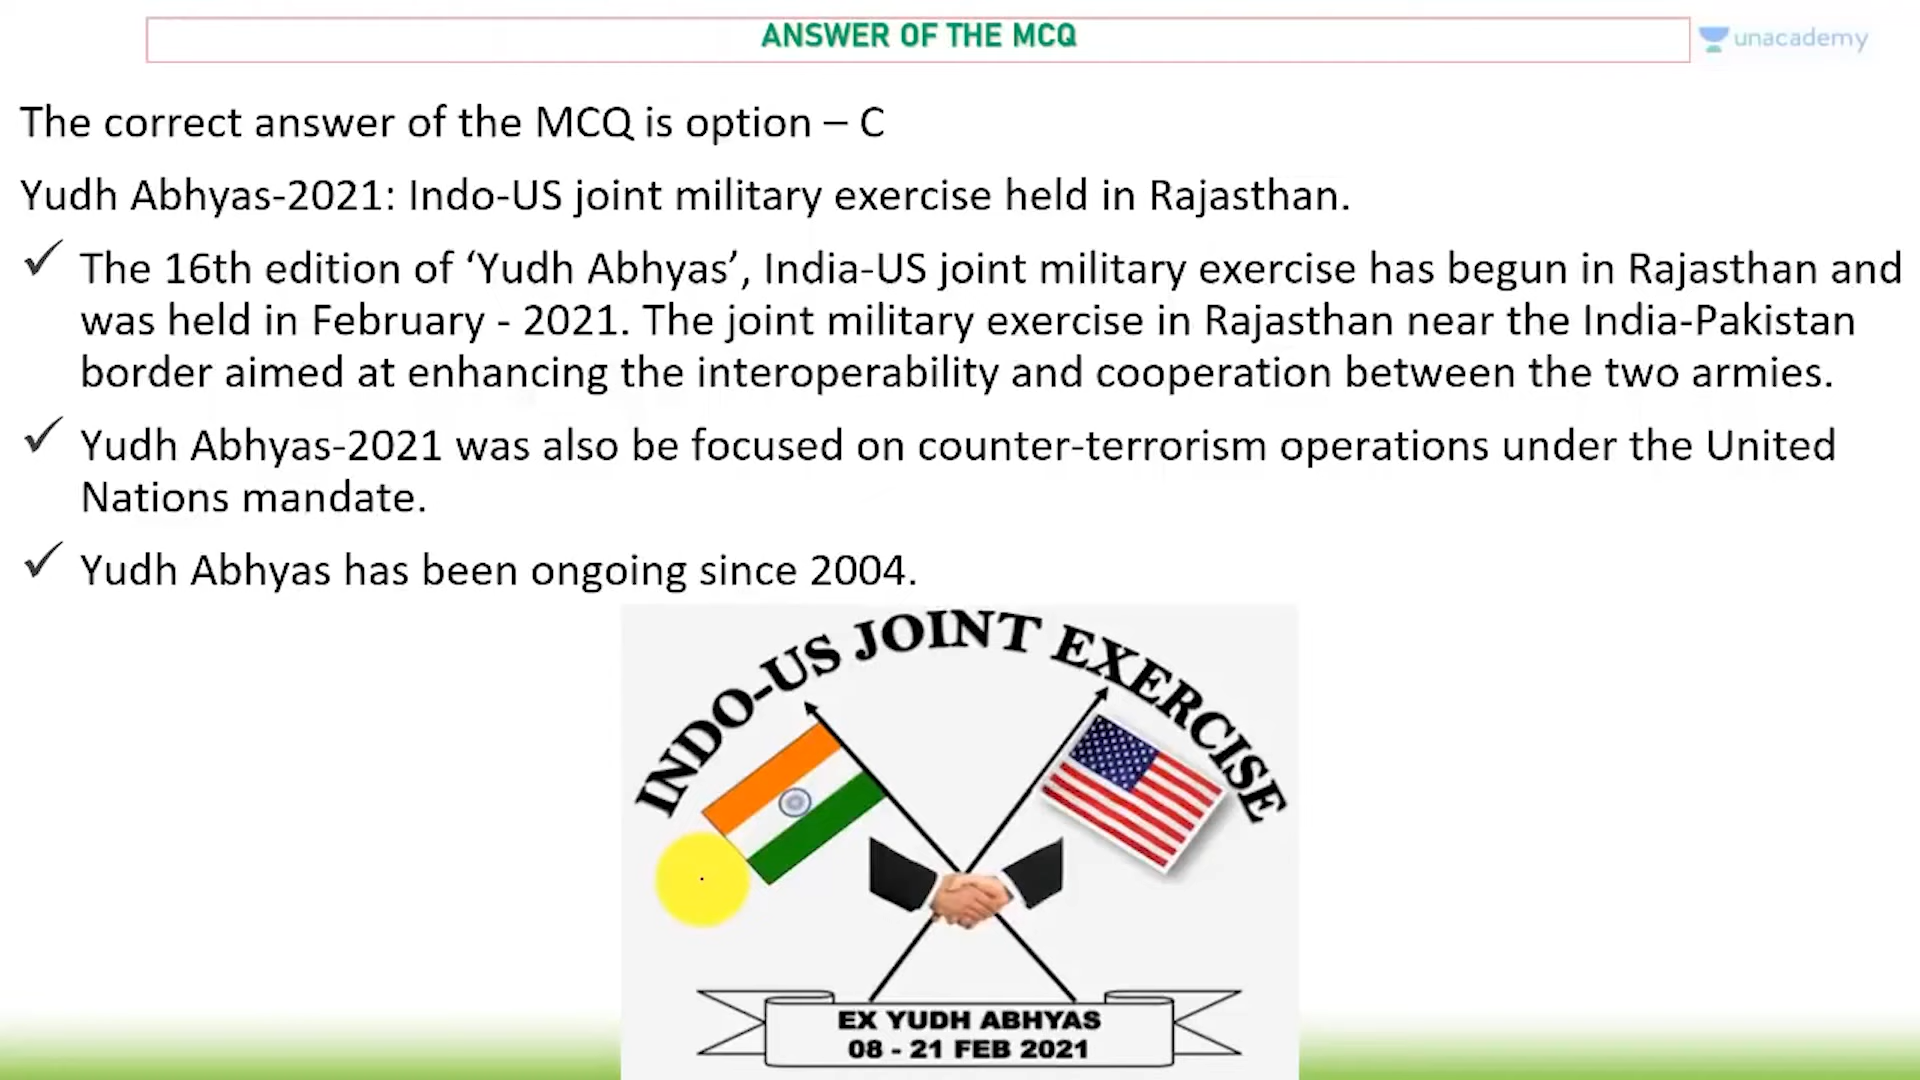 ANSWER OF THE MCQ
unacademy
The correct answer of the MCQ is option – C
Yudh Abhyas-2021: Indo-US joint military exercise held in Rajasthan.
✓ The 16th edition of ‘Yudh Abhyas’, India-US joint military exercise has begun in Rajasthan and
was held in February - 2021. The joint military exercise in Rajasthan near the India-Pakistan
border aimed at enhancing the interoperability and cooperation between the two armies.
✓ Yudh Abhyas-2021 was also be focused on counter-terrorism operations under the United
Nations mandate.
✓ Yudh Abhyas has been ongoing since 2004.
INDO-US JOINT EXERCISE
EX YUDH ABHYAS
08 - 21 FEB 2021